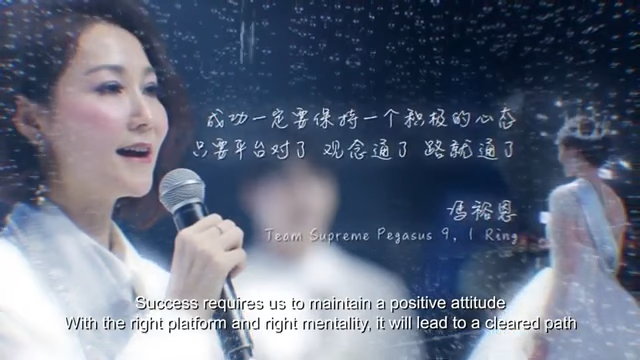 成功一定要保持一个积极的心态
只要平台对了 观念通了 路就通了
冯裕恩
Team Supreme Pegasus 9, 1 Ring
Success requires us to maintain a positive attitude
With the right platform and right mentality, it will lead to a cleared path